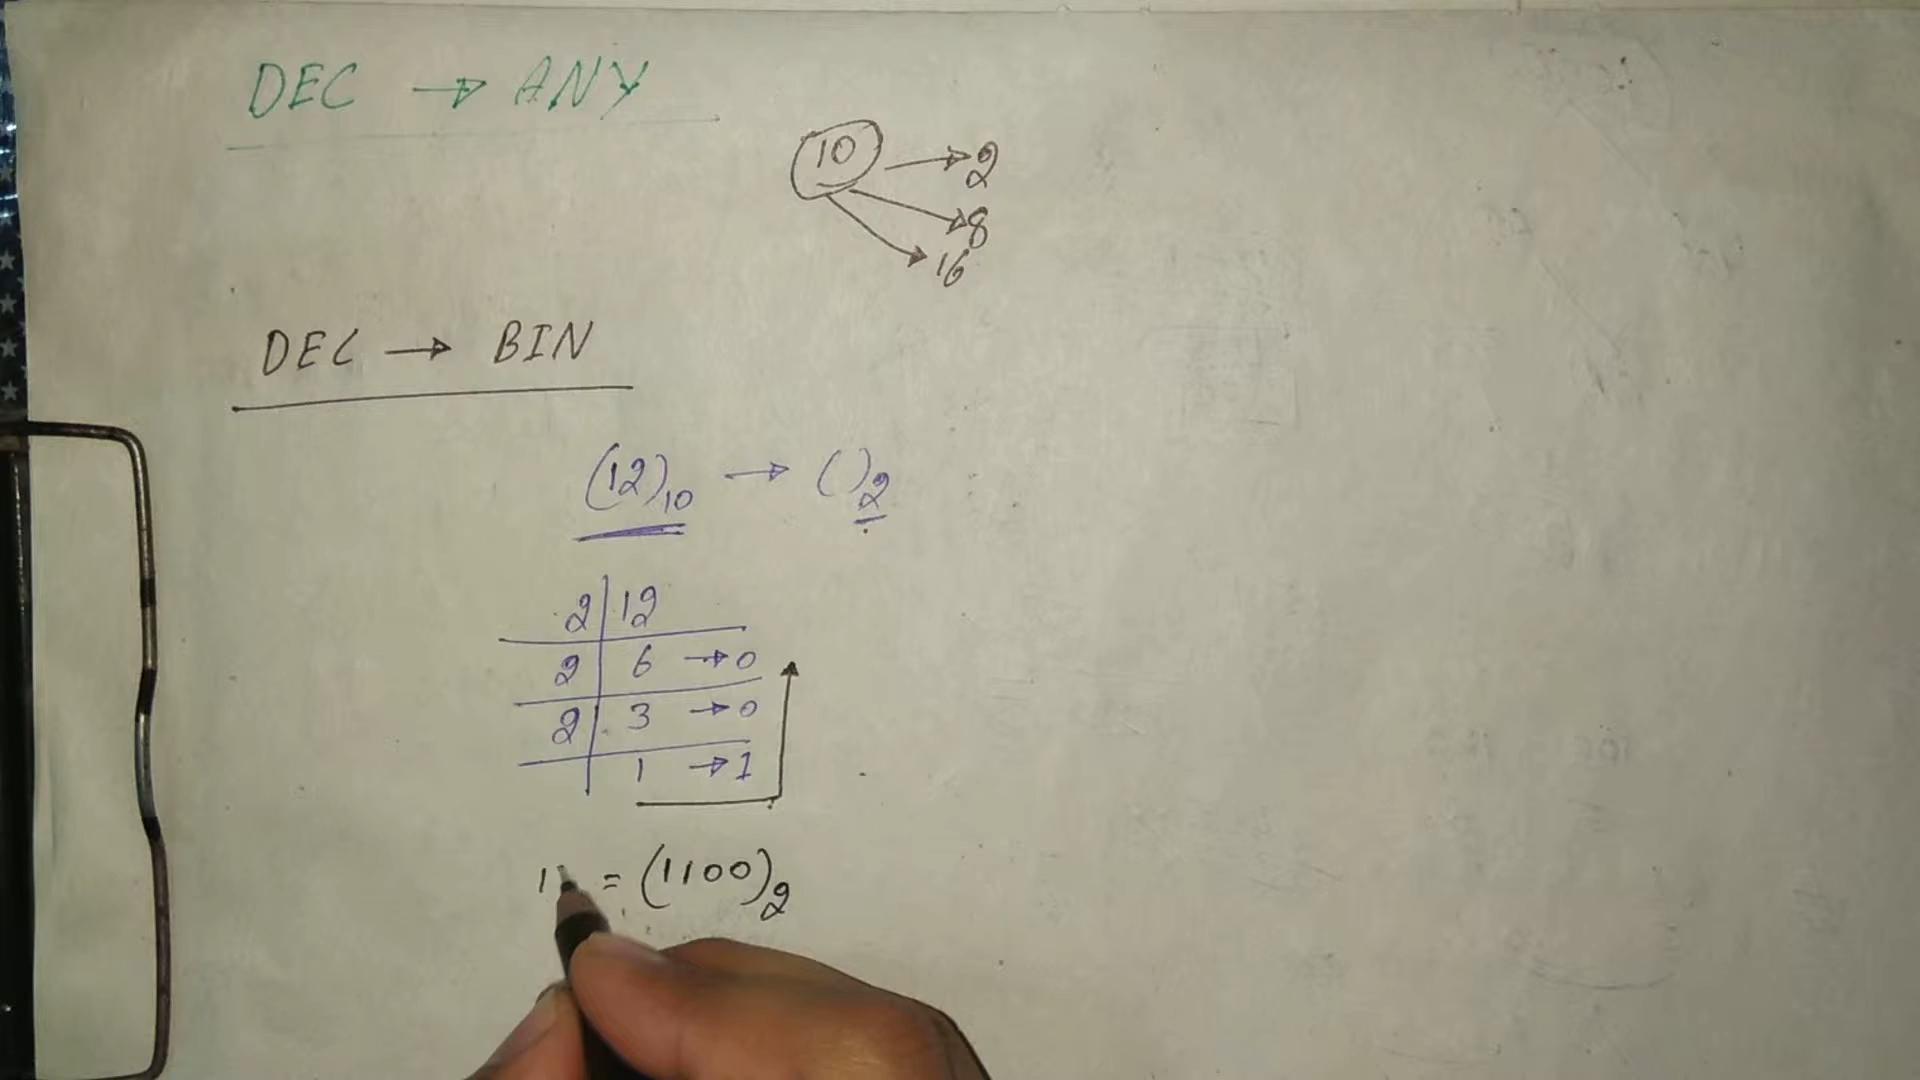 DEC → ANY
10 → 2
→ 8
→ 16
DEC → BIN
(12)10 → ( )2
2 | 12
2 | 6 → 0
2 | 3 → 0
1 → 1
1 = (1100)2